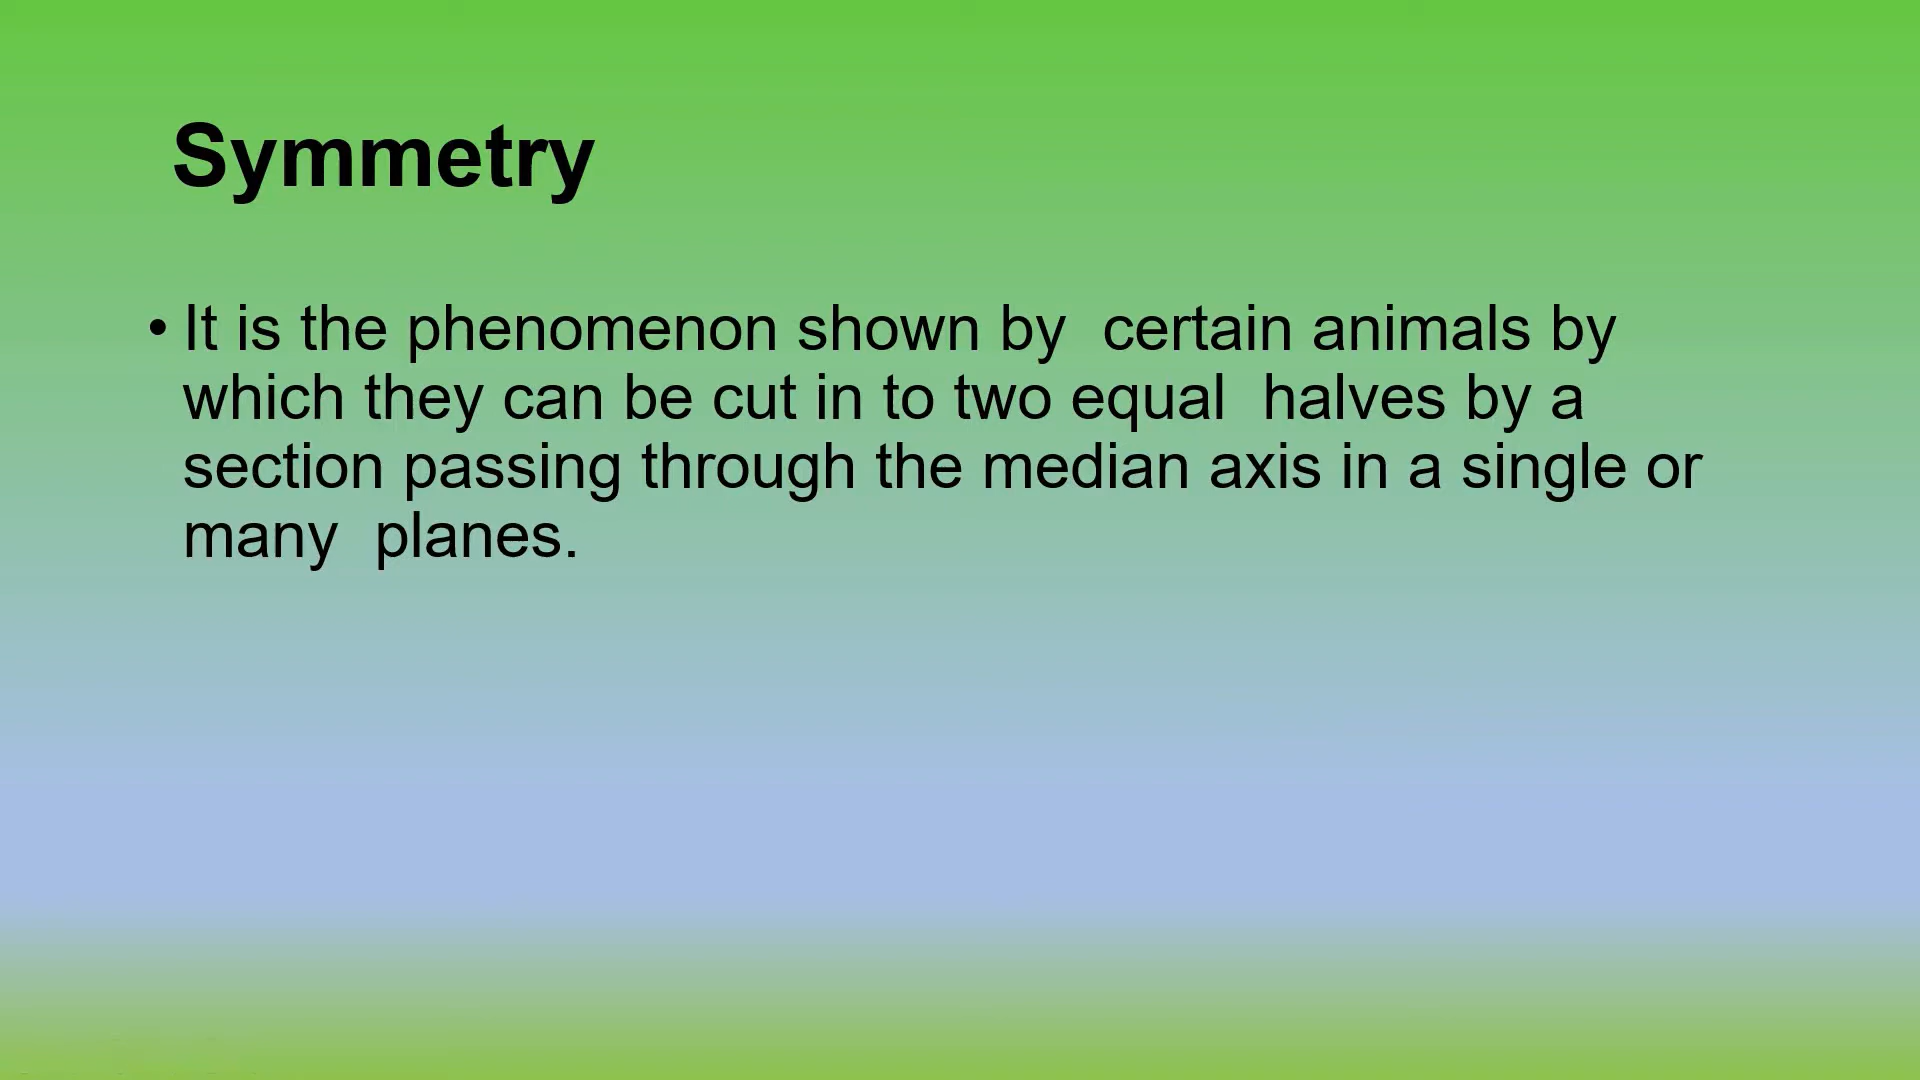 Symmetry
• It is the phenomenon shown by  certain animals by
which they can be cut in to two equal  halves by a
section passing through the median axis in a single or
many  planes.